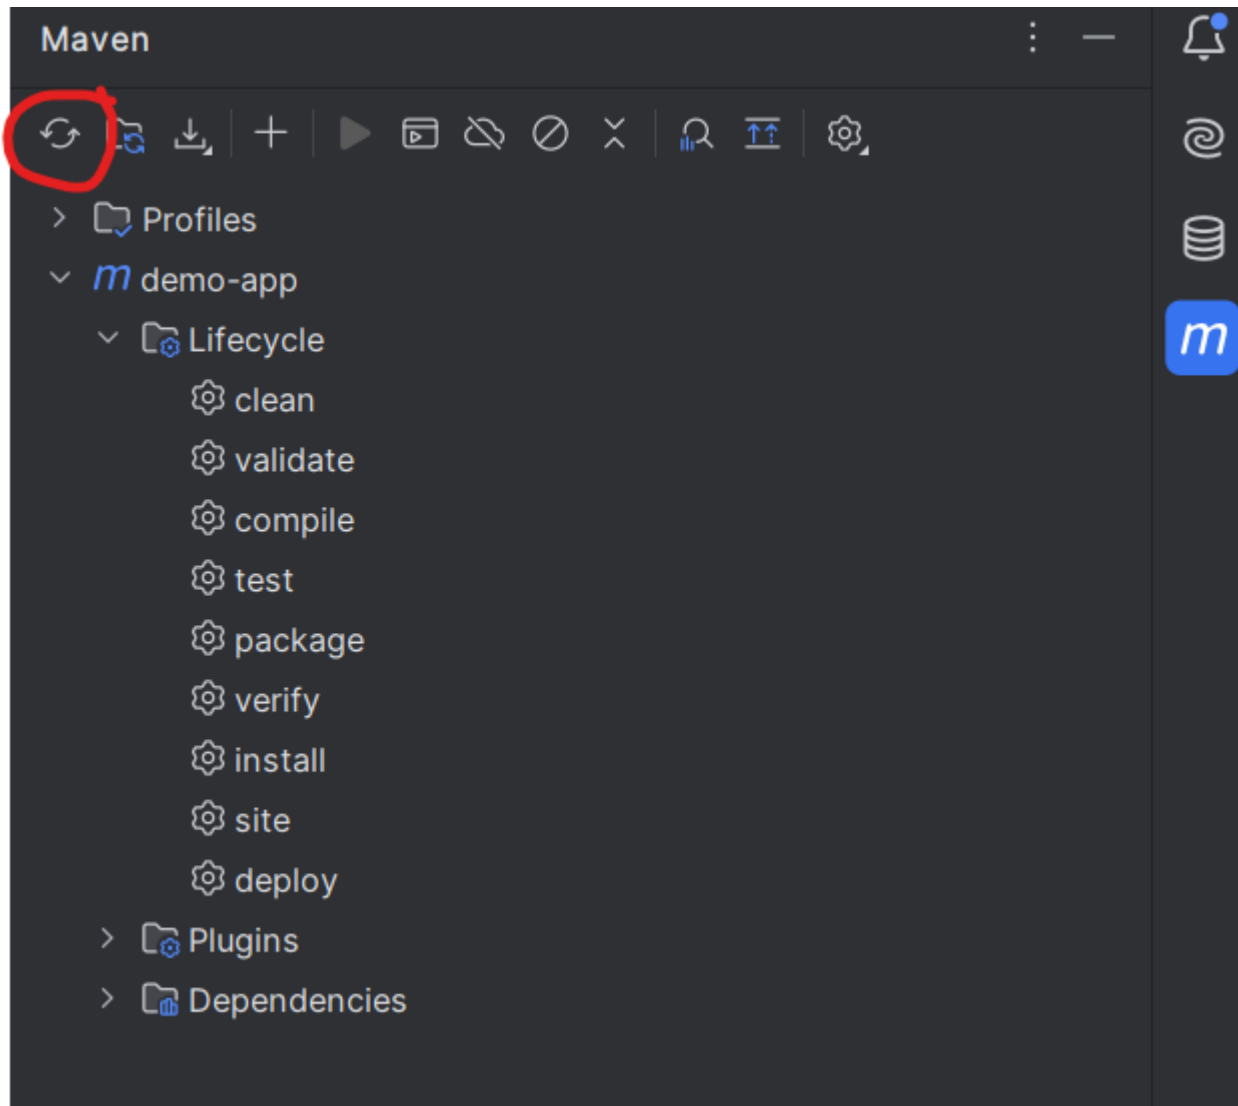 Maven
Profiles
m demo-app
Lifecycle
clean
validate
compile
test
package
verify
install
site
deploy
Plugins
Dependencies
m